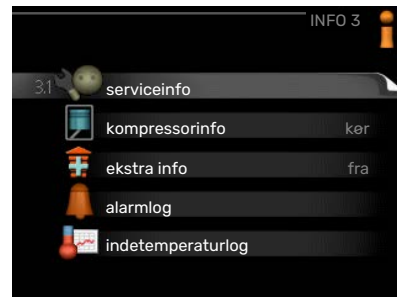 INFO 3
3.1 serviceinfo
kompressorinfo kør
ekstra info fra
alarmlog
indetemperaturlog